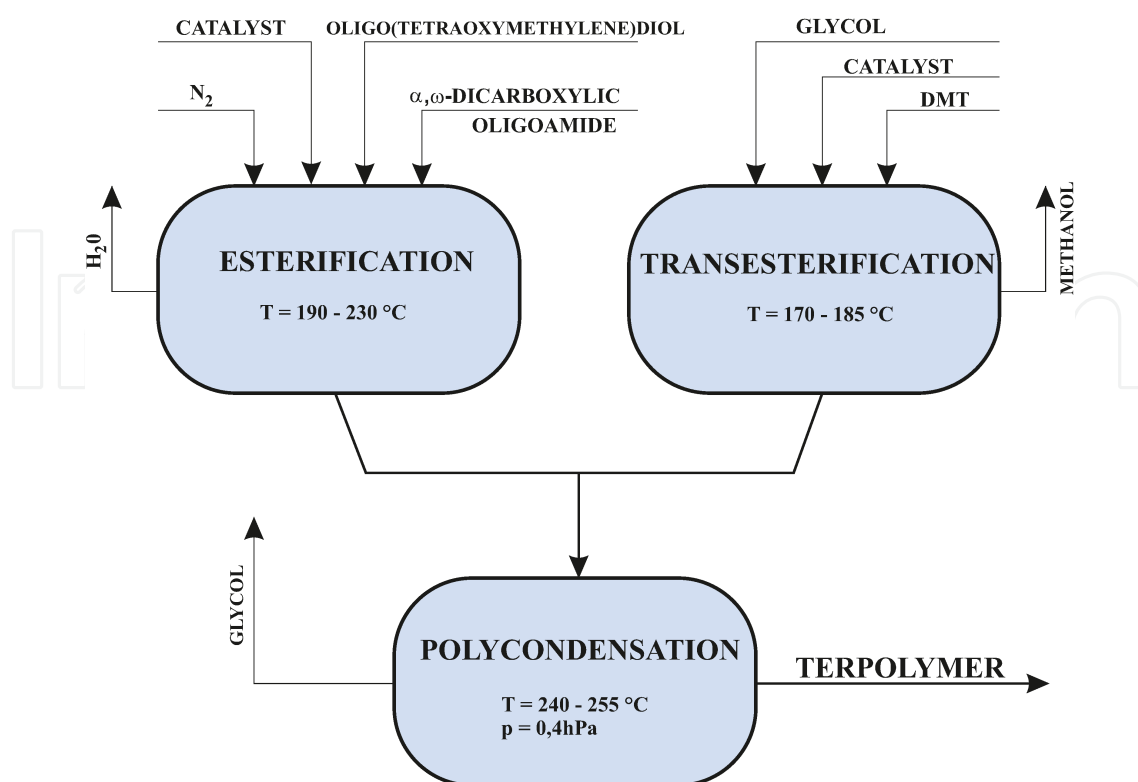 CATALYST
OLIGO(TETRAOXYMETHYLENE)DIOL
N2
α,ω-DICARBOXYLIC
OLIGOAMIDE
H20
ESTERIFICATION
T = 190 - 230 °C
GLYCOL
CATALYST
DMT
METHANOL
TRANSESTERIFICATION
T = 170 - 185 °C
GLYCOL
POLYCONDENSATION
T = 240 - 255 °C
p = 0,4hPa
TERPOLYMER